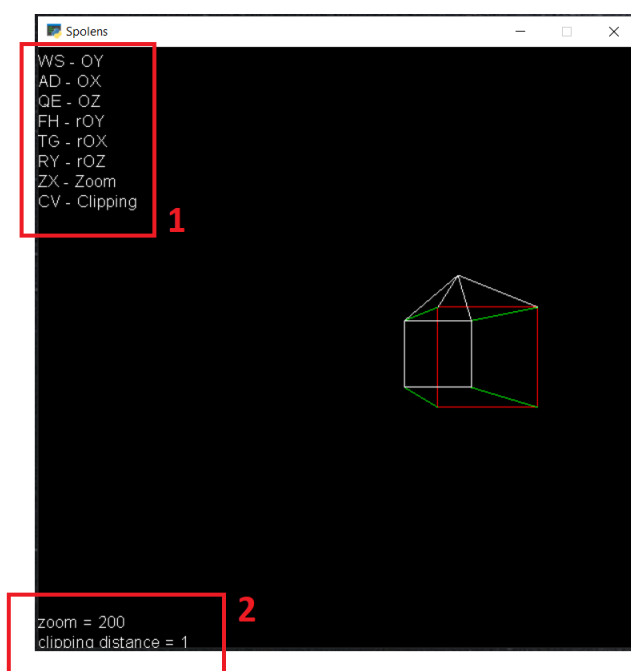 Spolens
WS - OY
AD - OX
QE - OZ
FH - rOY
TG - rOX
RY - rOZ
ZX - Zoom
CV - Clipping
1
2
zoom = 200
clipping distance = 1